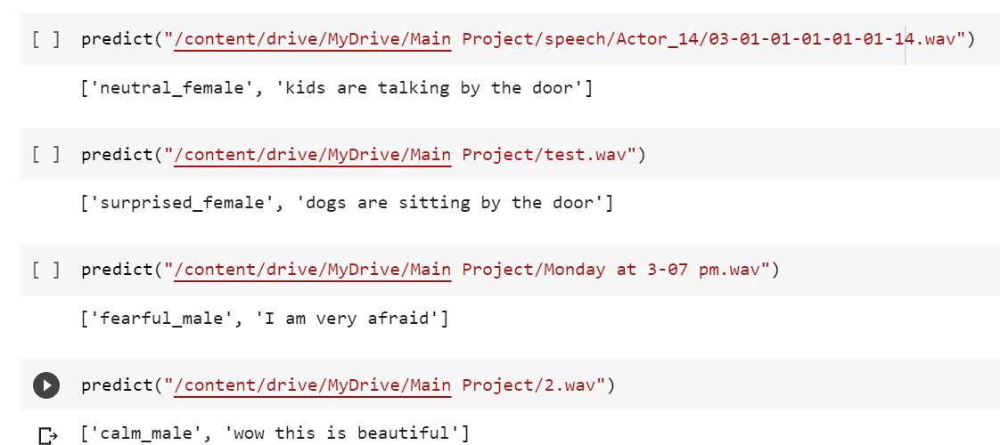 [ ] predict("/content/drive/MyDrive/Main Project/speech/Actor_14/03-01-01-01-01-01-14.wav")
['neutral_female', 'kids are talking by the door']
[ ] predict("/content/drive/MyDrive/Main Project/test.wav")
['surprised_female', 'dogs are sitting by the door']
[ ] predict("/content/drive/MyDrive/Main Project/Monday at 3-07 pm.wav")
['fearful_male', 'I am very afraid']
predict("/content/drive/MyDrive/Main Project/2.wav")
['calm_male', 'wow this is beautiful']